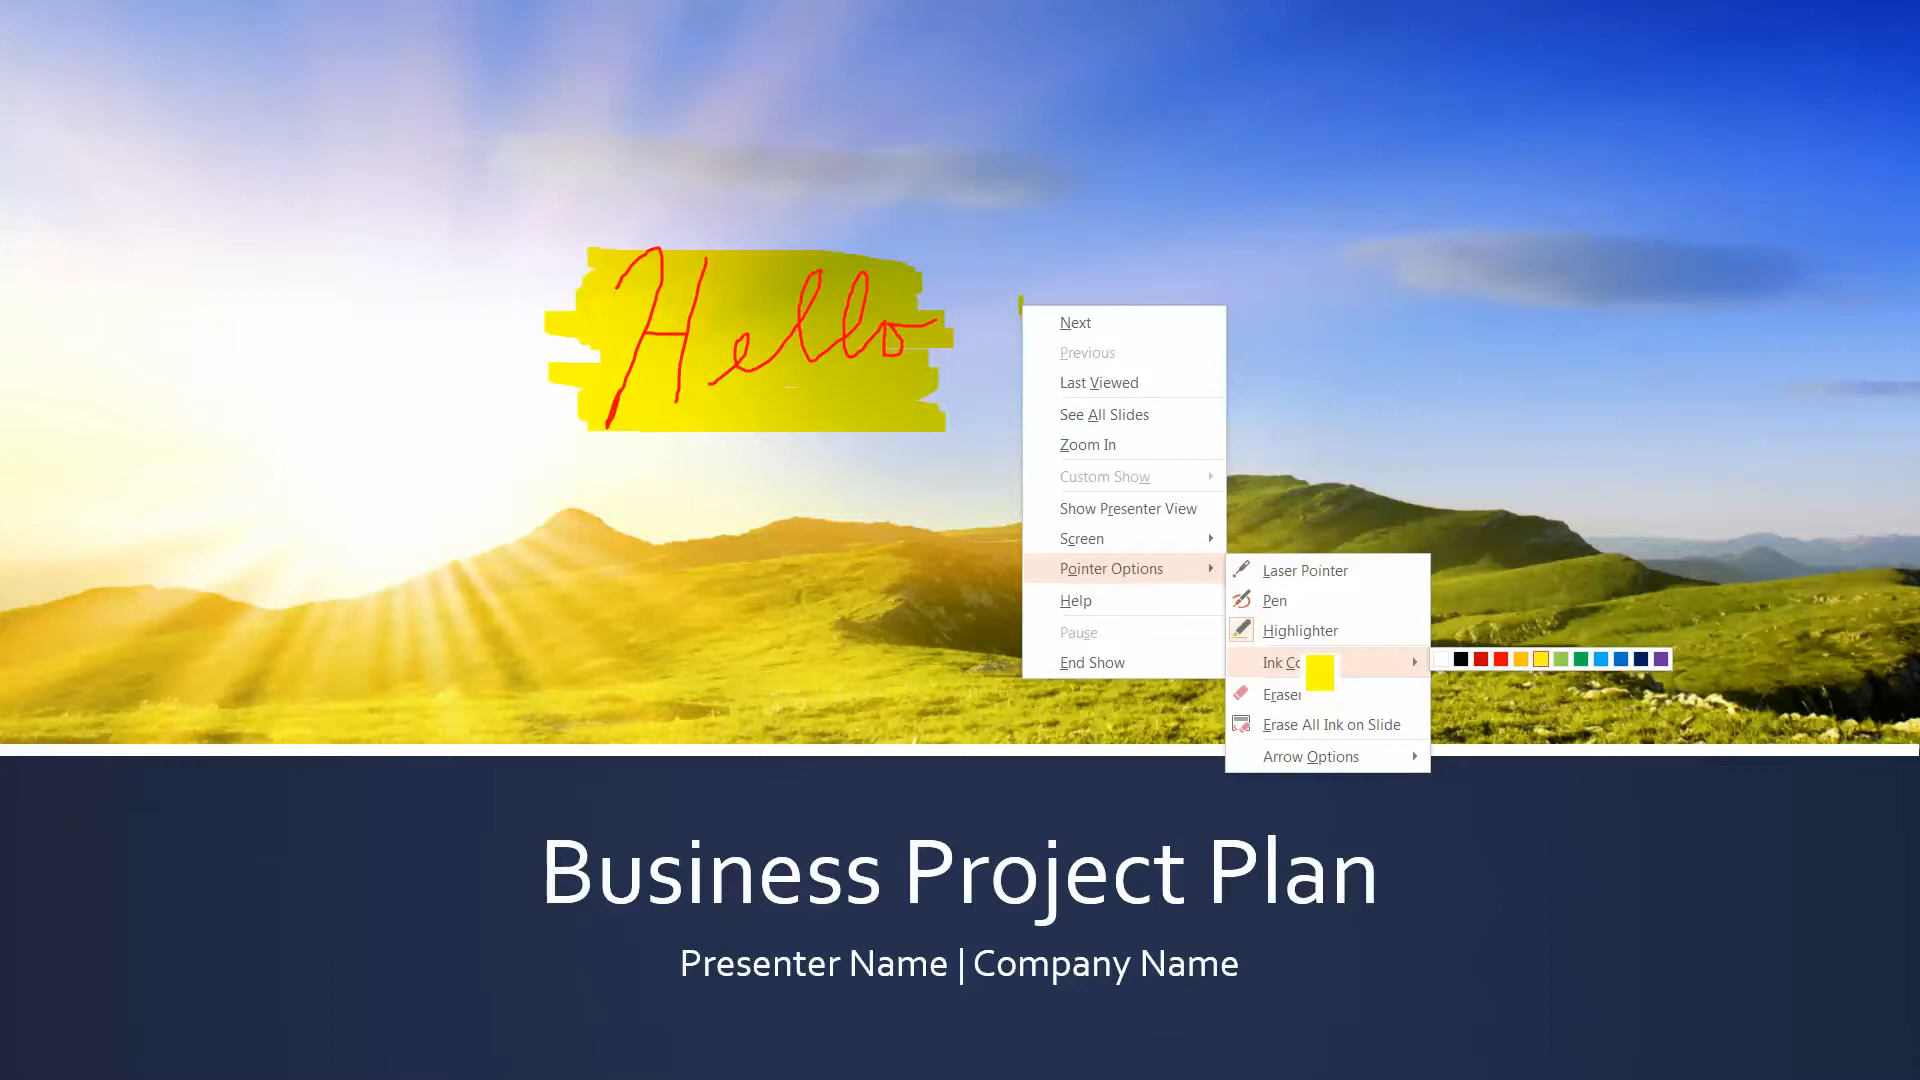 Hello
Next
Previous
Last Viewed
See All Slides
Zoom In
Custom Show
Show Presenter View
Screen
Pointer Options
Help
Pause
End Show
Laser Pointer
Pen
Highlighter
Ink Co
Eraser
Erase All Ink on Slide
Arrow Options
Business Project Plan
Presenter Name | Company Name